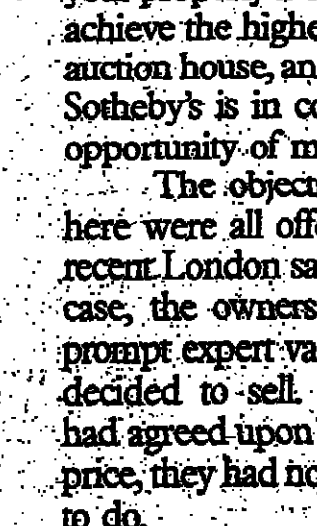 achieve the highe
auction house, an
Sotheby's is in co
opportunity of m
The object
here were all offe
recent London sa
case, the owners
prompt expert va
decided to sell.
had agreed upon
price, they had no
to do.